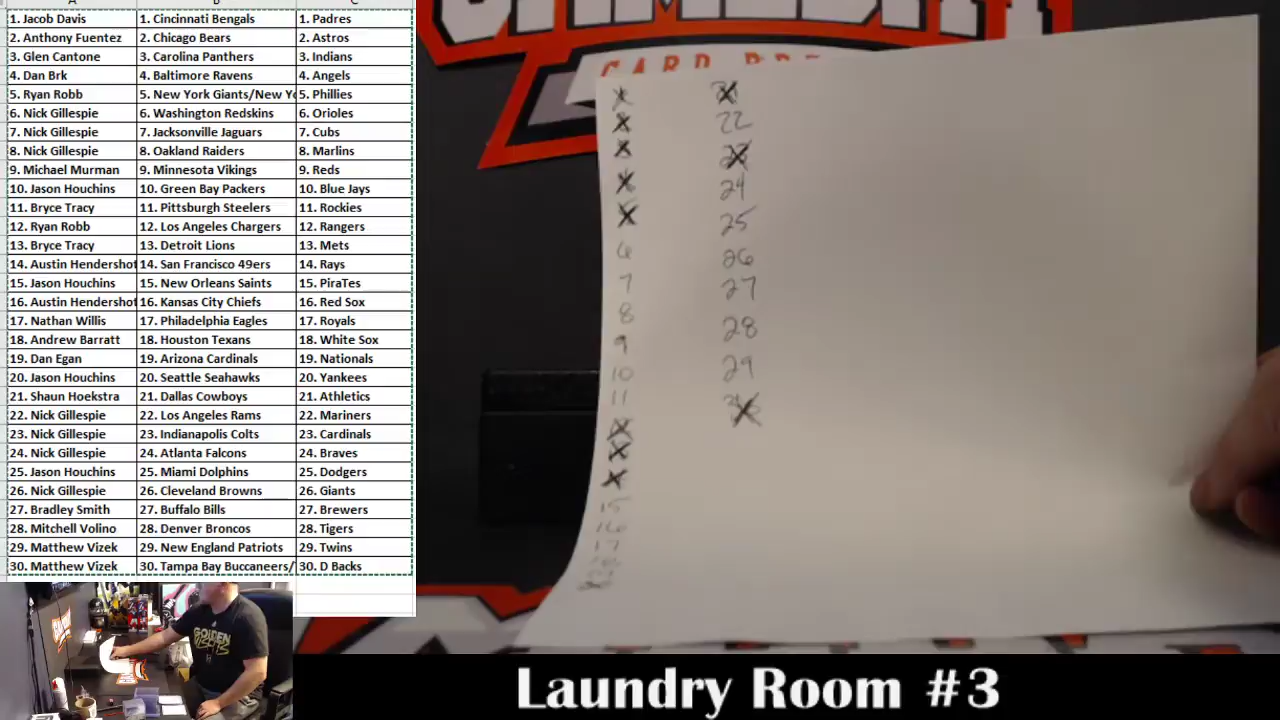 1. Jacob Davis 1. Cincinnati Bengals 1. Padres
2. Anthony Fuentez 2. Chicago Bears 2. Astros
3. Glen Cantone 3. Carolina Panthers 3. Indians
4. Dan Brk 4. Baltimore Ravens 4. Angels
5. Ryan Robb 5. New York Giants/New Yo 5. Phillies
6. Nick Gillespie 6. Washington Redskins 6. Orioles
7. Nick Gillespie 7. Jacksonville Jaguars 7. Cubs
8. Nick Gillespie 8. Oakland Raiders 8. Marlins
9. Michael Murman 9. Minnesota Vikings 9. Reds
10. Jason Houchins 10. Green Bay Packers 10. Blue Jays
11. Bryce Tracy 11. Pittsburgh Steelers 11. Rockies
12. Ryan Robb 12. Los Angeles Chargers 12. Rangers
13. Bryce Tracy 13. Detroit Lions 13. Mets
14. Austin Hendershot 14. San Francisco 49ers 14. Rays
15. Jason Houchins 15. New Orleans Saints 15. PiraTes
16. Austin Hendershot 16. Kansas City Chiefs 16. Red Sox
17. Nathan Willis 17. Philadelphia Eagles 17. Royals
18. Andrew Barratt 18. Houston Texans 18. White Sox
19. Dan Egan 19. Arizona Cardinals 19. Nationals
20. Jason Houchins 20. Seattle Seahawks 20. Yankees
21. Shaun Hoekstra 21. Dallas Cowboys 21. Athletics
22. Nick Gillespie 22. Los Angeles Rams 22. Mariners
23. Nick Gillespie 23. Indianapolis Colts 23. Cardinals
24. Nick Gillespie 24. Atlanta Falcons 24. Braves
25. Jason Houchins 25. Miami Dolphins 25. Dodgers
26. Nick Gillespie 26. Cleveland Browns 26. Giants
27. Bradley Smith 27. Buffalo Bills 27. Brewers
28. Mitchell Volino 28. Denver Broncos 28. Tigers
29. Matthew Vizek 29. New England Patriots 29. Twins
30. Matthew Vizek 30. Tampa Bay Buccaneers/ 30. D Backs
CARD
6
7
8
9
10
11
15
16
17
22
24
25
26
27
28
29
GOLDEN
Laundry Room #3